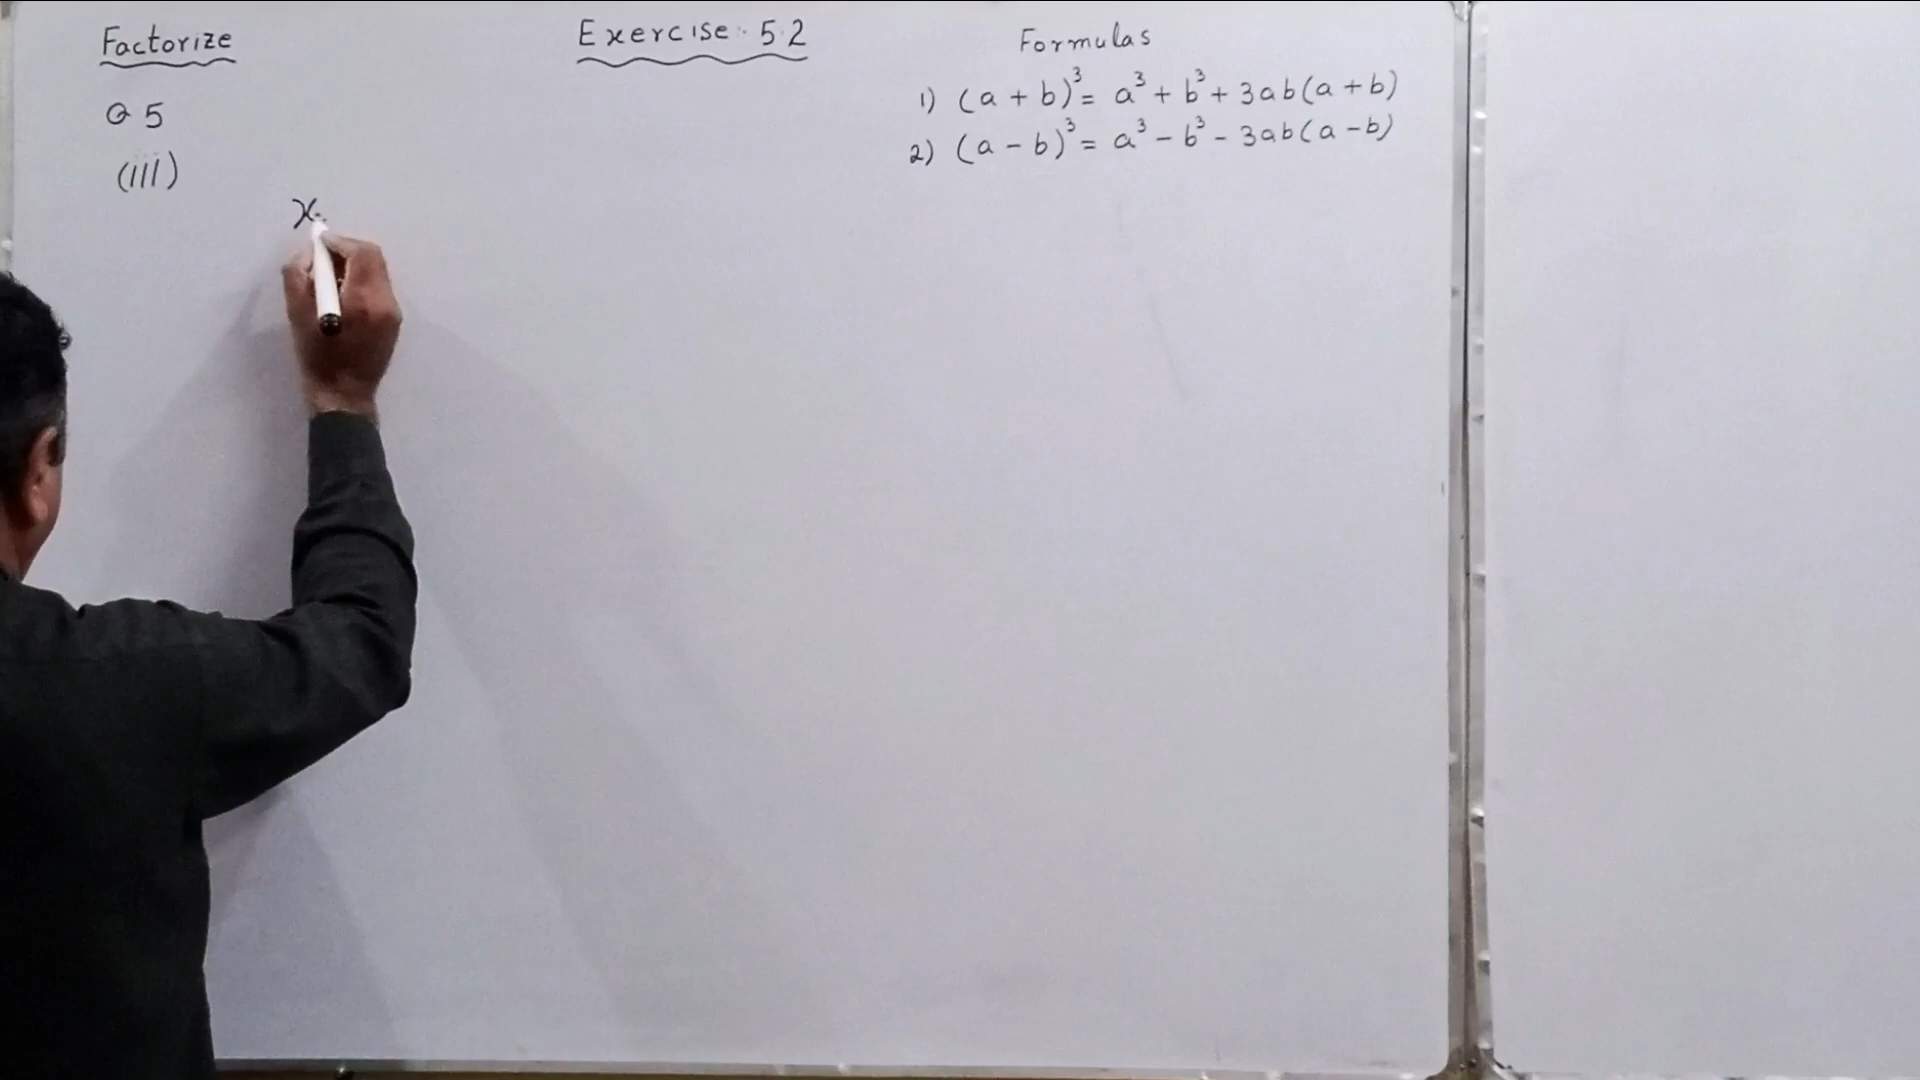 Factorize
Exercise 5.2
Formulas
Q 5
(iii)
1) (a + b)³ = a³ + b³ + 3ab(a + b)
2) (a - b)³ = a³ - b³ - 3ab(a - b)
x